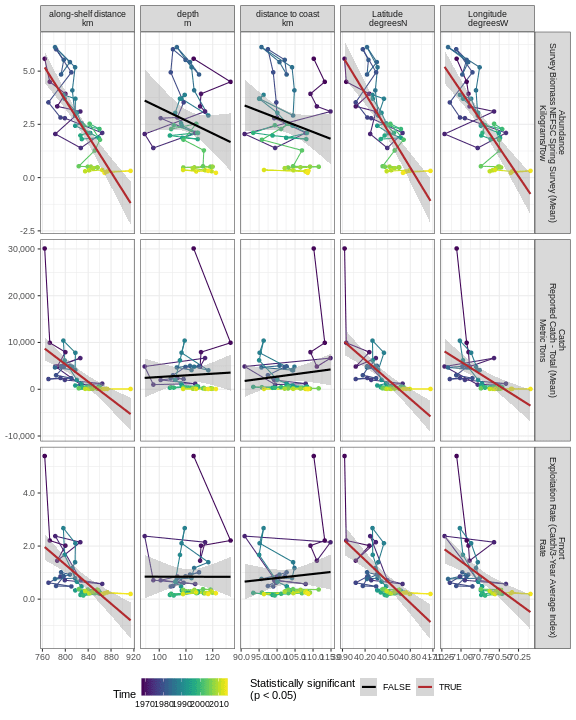 along-shelf distance
km
depth
m
distance to coast
km
Latitude
degreesN
Longitude
degreesW
5.0
2.5
0.0
-2.5
Abundance
Survey Biomass NEFSC Spring Survey (Mean)
Kilograms/Tow
30,000
20,000
10,000
0
-10,000
Catch
Reported Catch - Total (Mean)
Metric Tons
4.0
2.0
0.0
Fmort
Exploitation Rate (Catch/3-Year Average Index)
Rate
760 800 840 880 920
100 110 120
Time
1970 1980 1990 2000 2010
Statistically significant
(p < 0.05)
FALSE
TRUE